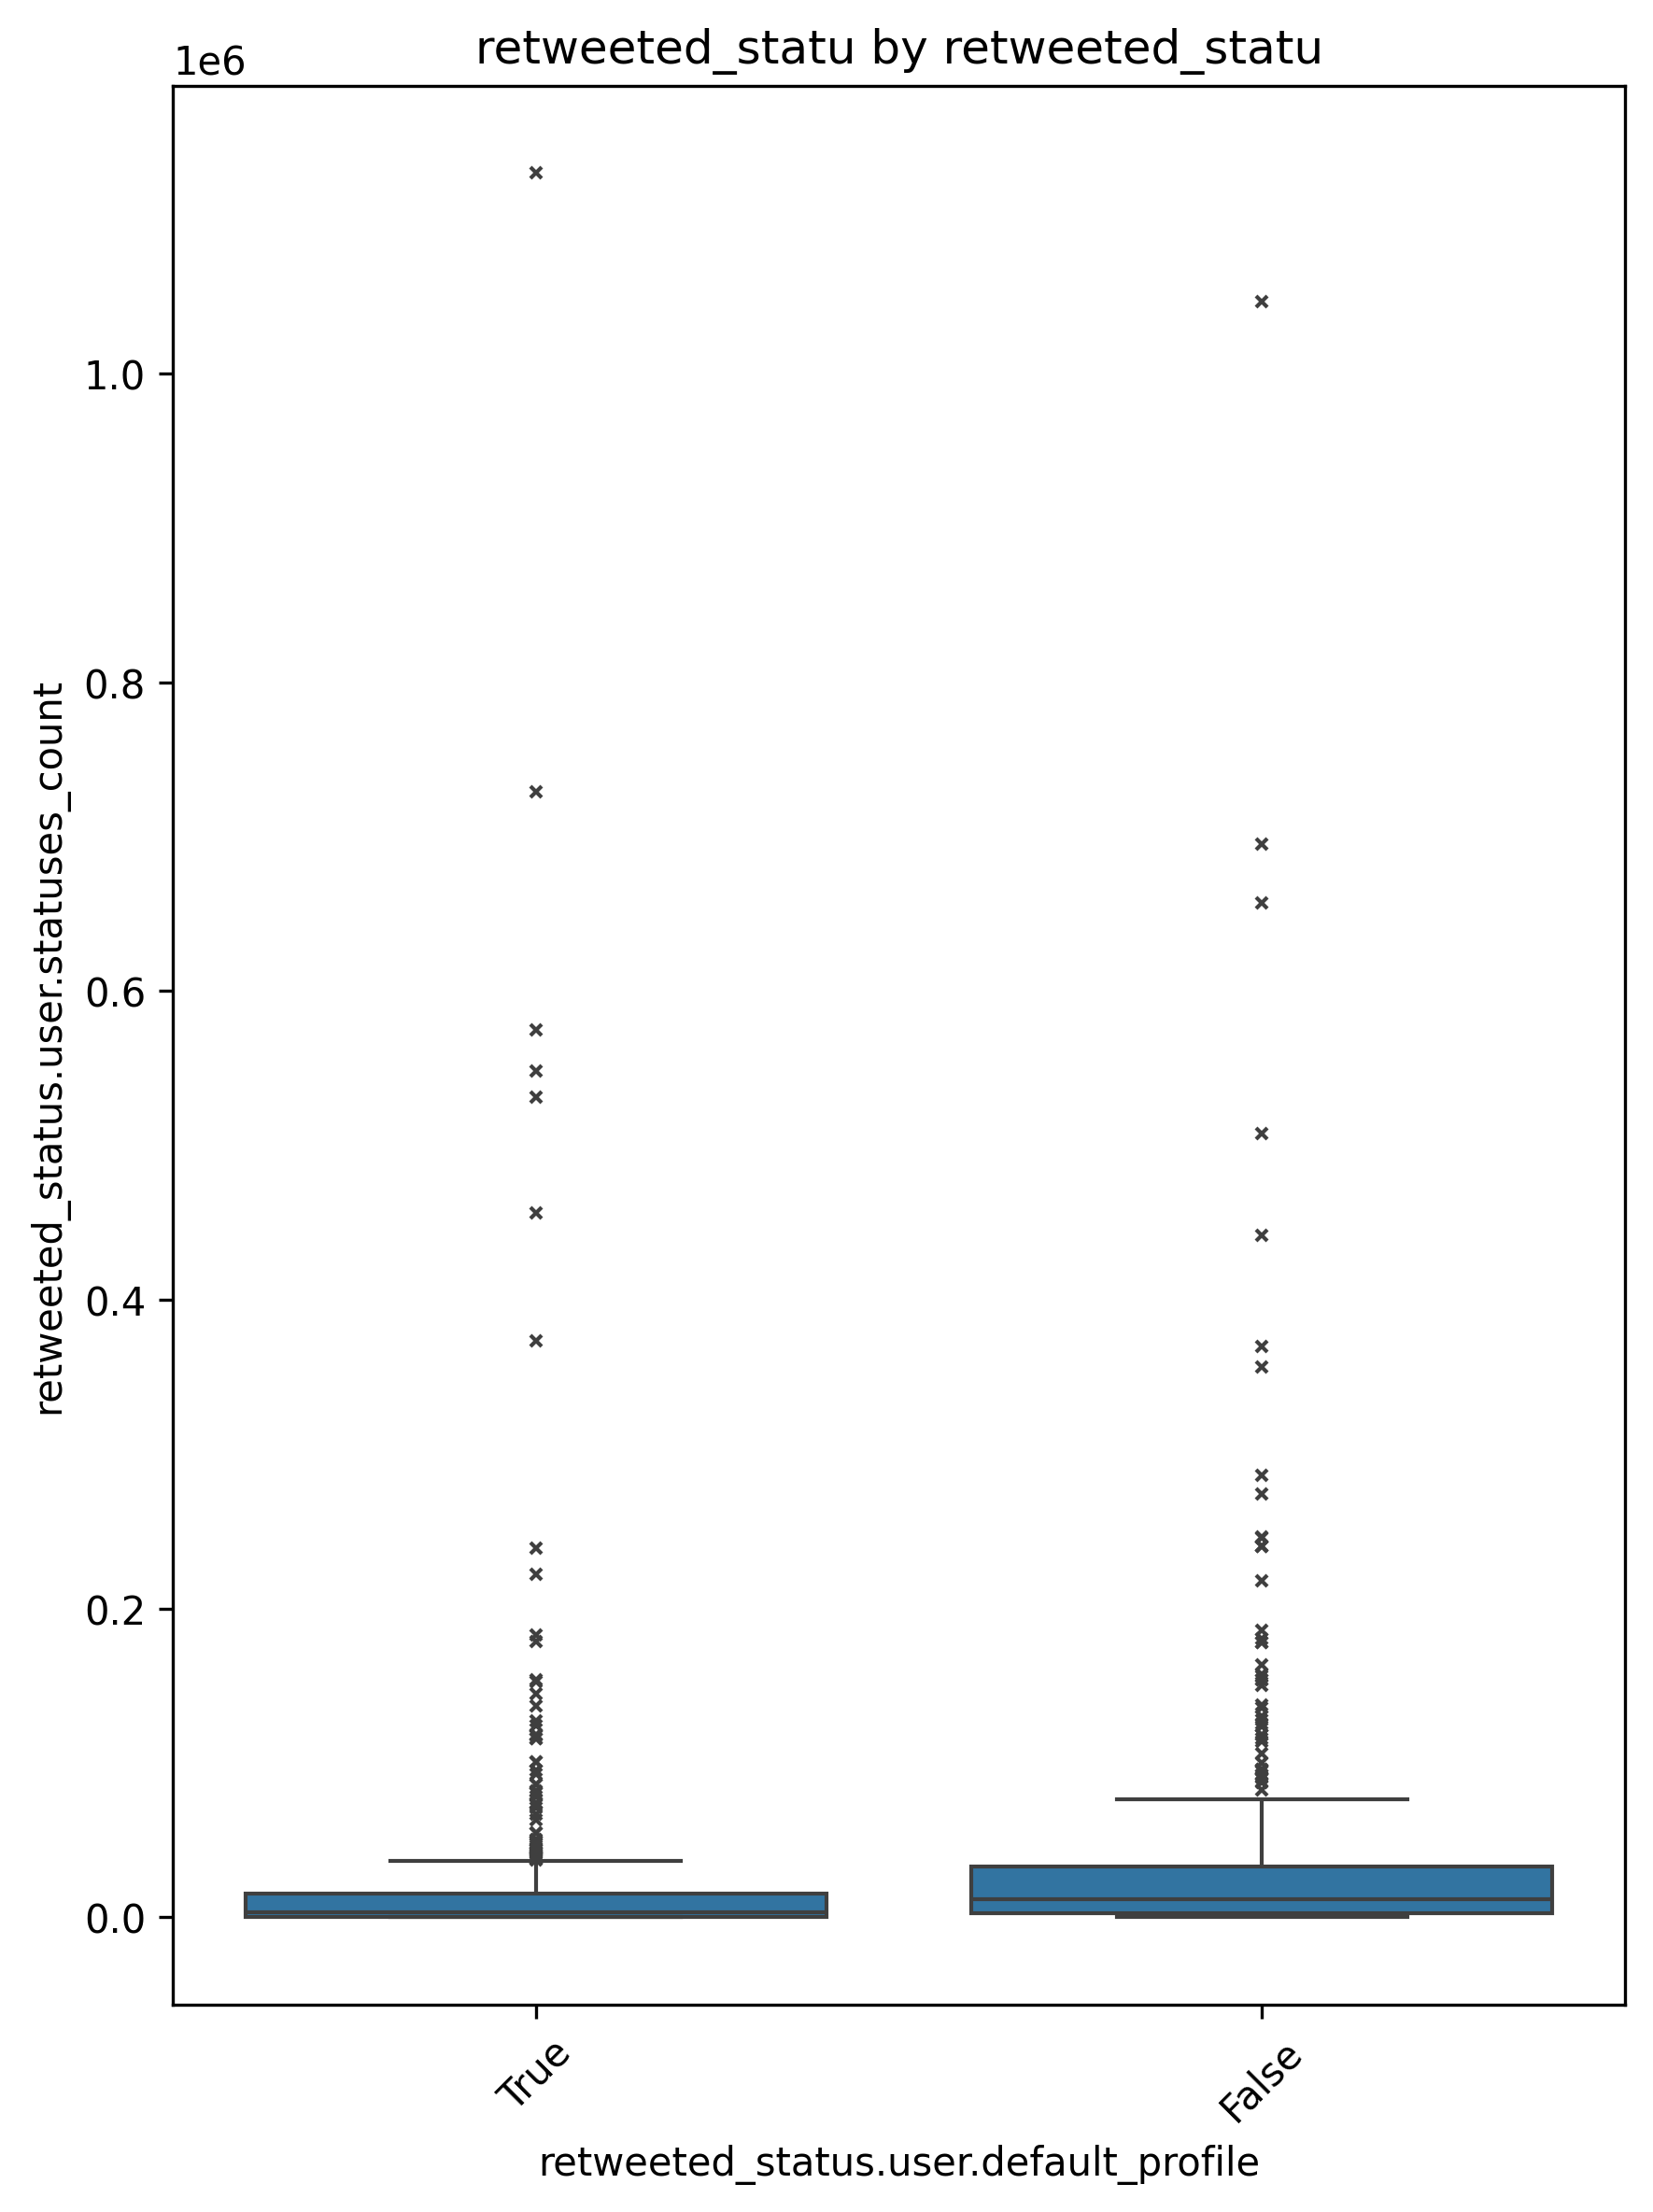 retweeted_statu by retweeted_statu
1e6
1.0
0.8
0.6
0.4
0.2
0.0
retweeted_status.user.statuses_count
True
False
retweeted_status.user.default_profile